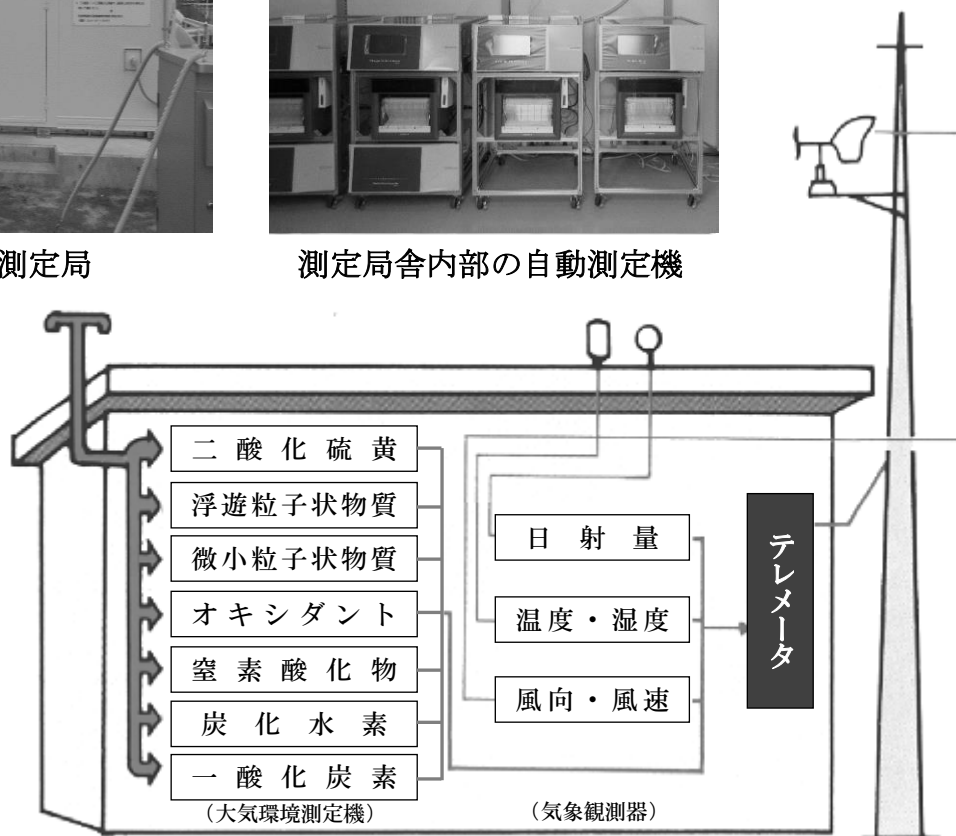 測定局
測定局舎内部の自動測定機
二酸化硫黄
浮遊粒子状物質
微小粒子状物質
オキシダント
窒素酸化物
炭化水素
一酸化炭素
（大気環境測定機）
日射量
温度・湿度
風向・風速
（気象観測器）
テレメータ